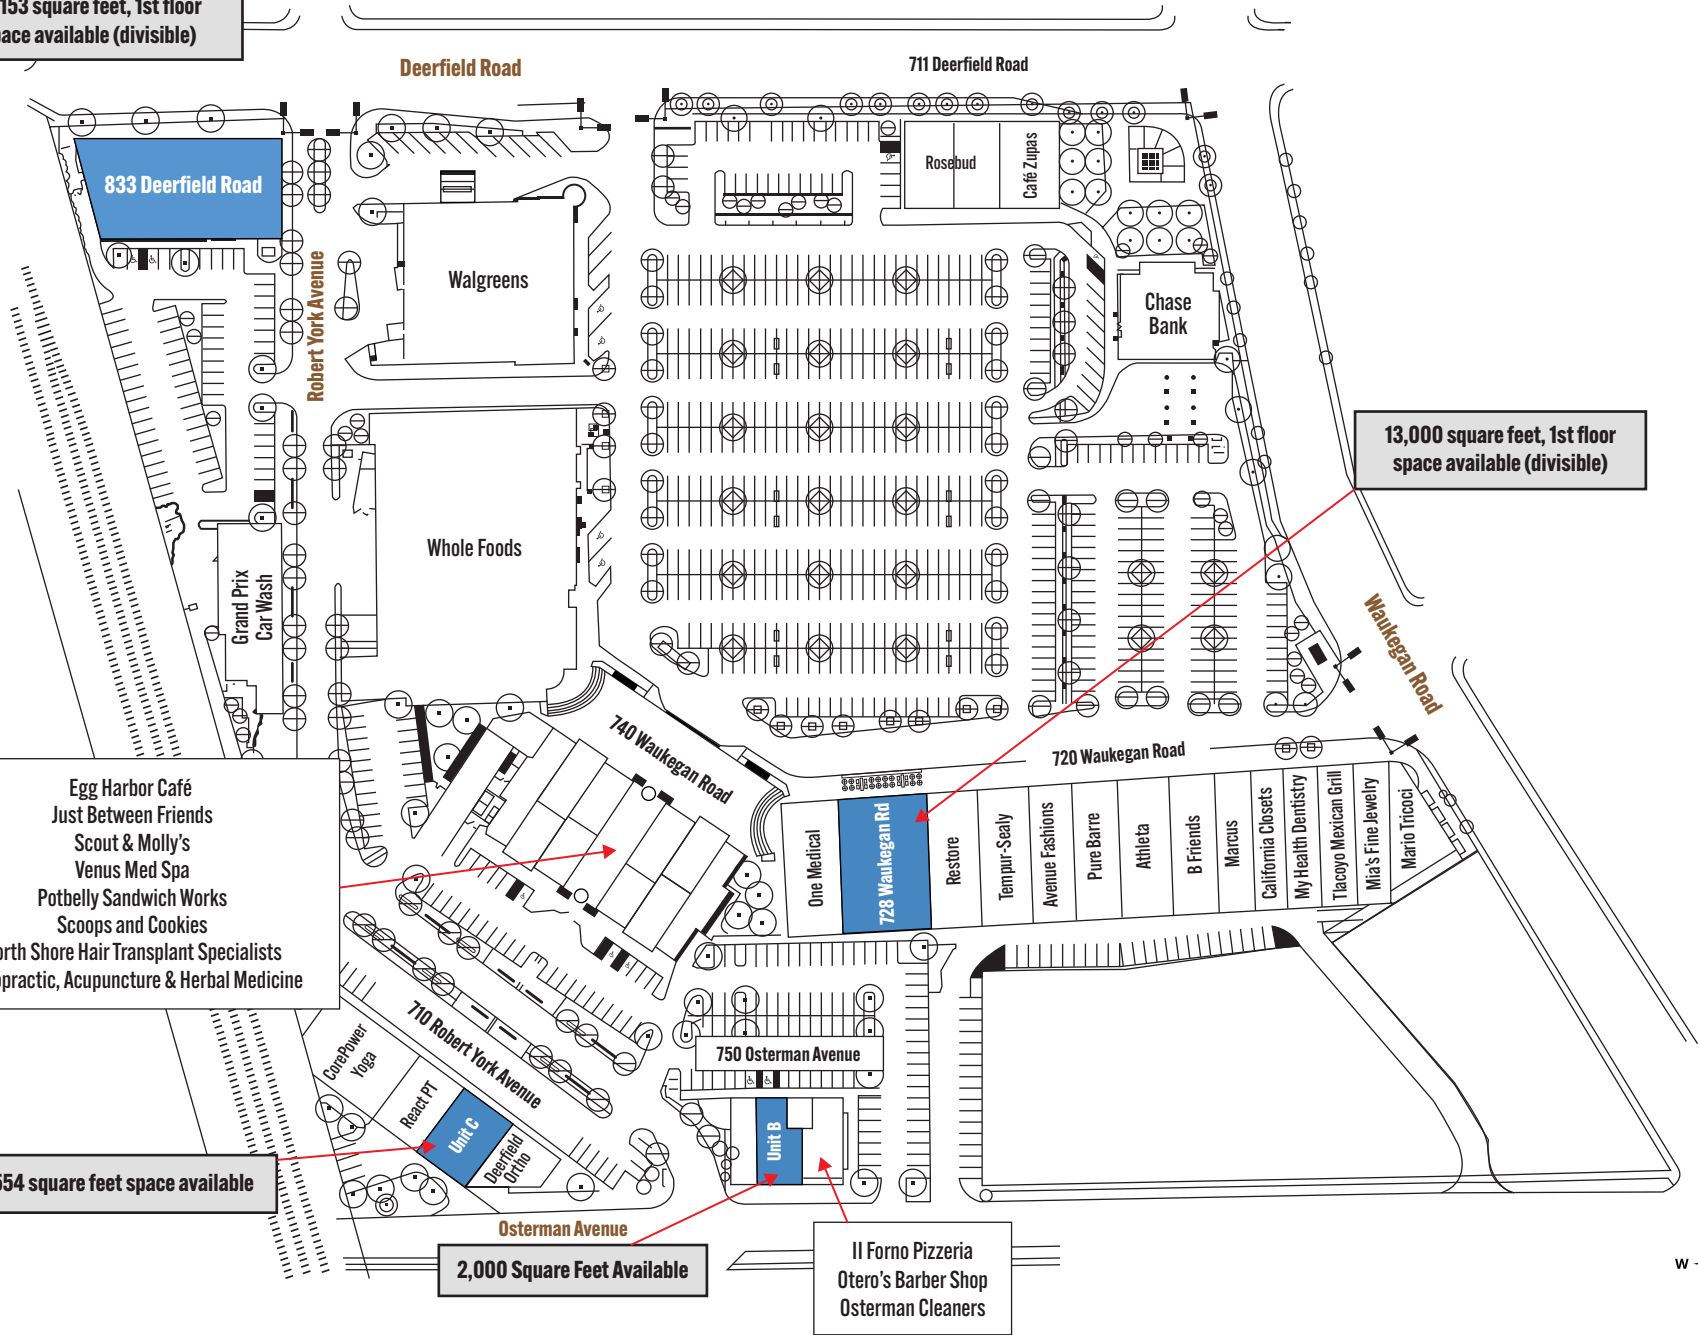 153 square feet, 1st floor
space available (divisible)
Deerfield Road
711 Deerfield Road
833 Deerfield Road
Rosebud
Café Zupas
Robert York Avenue
Walgreens
Chase
Bank
13,000 square feet, 1st floor
space available (divisible)
Whole Foods
Grand Prix
Car Wash
Waukegan Road
740 Waukegan Road
720 Waukegan Road
Egg Harbor Café
Just Between Friends
Scout & Molly's
Venus Med Spa
Potbelly Sandwich Works
Scoops and Cookies
orth Shore Hair Transplant Specialists
opractic, Acupuncture & Herbal Medicine
One Medical
728 Waukegan Rd
Restore
Tempur-Sealy
Avenue Fashions
Pure Barre
Athleta
B Friends
Marcus
California Closets
My Health Dentistry
Tlacoyo Mexican Grill
Mia's Fine Jewelry
Mario Tricoci
710 Robert York Avenue
CorePower
Yoga
React PT
Unit C
Deerfield
Ortho
750 Osterman Avenue
Unit B
554 square feet space available
Osterman Avenue
2,000 Square Feet Available
Il Forno Pizzeria
Otero's Barber Shop
Osterman Cleaners
W